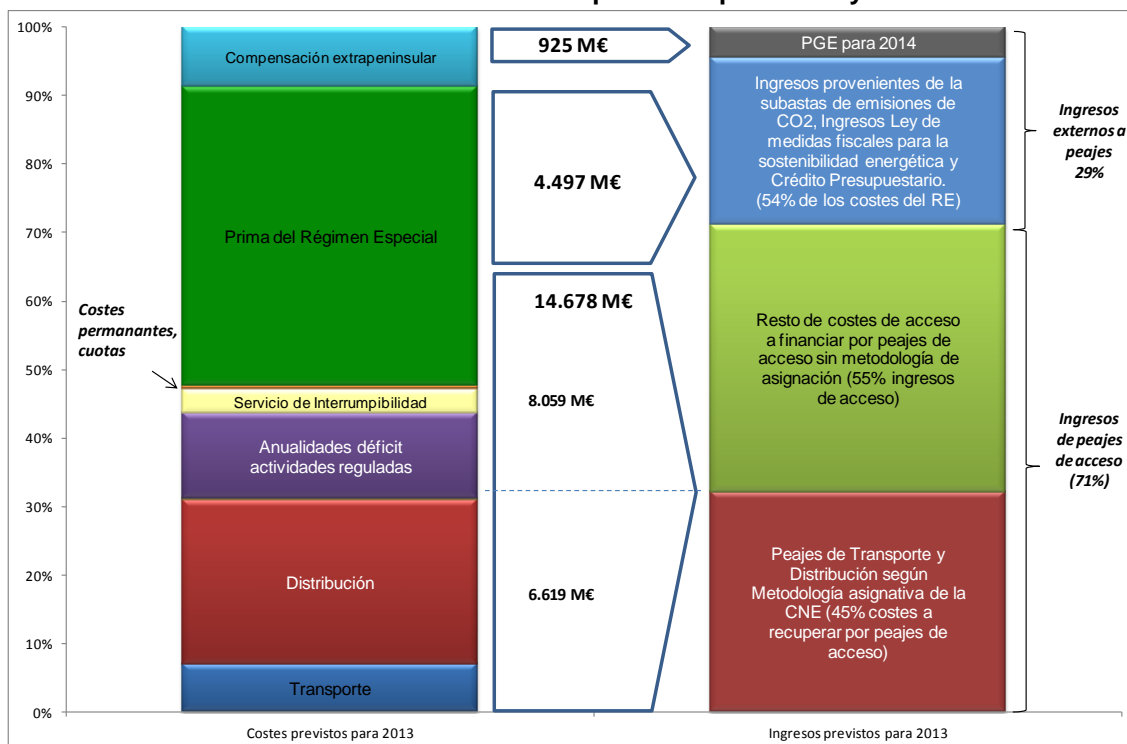 100%
90%
80%
70%
60%
50%
40%
30%
20%
10%
0%
Costes
permanantes,
cuotas
Compensación extrapeninsular
Prima del Régimen Especial
Servicio de Interrumpibilidad
Anualidades déficit
actividades reguladas
Distribución
Transporte
Costes previstos para 2013
925 M€
4.497 M€
14.678 M€
8.059 M€
6.619 M€
PGE para 2014
Ingresos provenientes de la
subastas de emisiones de
CO2, Ingresos Ley de
medidas fiscales para la
sostenibilidad energética y
Crédito Presupuestario.
(54% de los costes del RE)
Resto de costes de acceso
a financiar por peajes de
acceso sin metodología de
asignación (55% ingresos
de acceso)
Peajes de Transporte y
Distribución según
Metodología asignativa de la
CNE (45% costes a
recuperar por peajes de
acceso)
Ingresos previstos para 2013
Ingresos
externos a
peajes
29%
Ingresos
de peajes
de acceso
(71%)